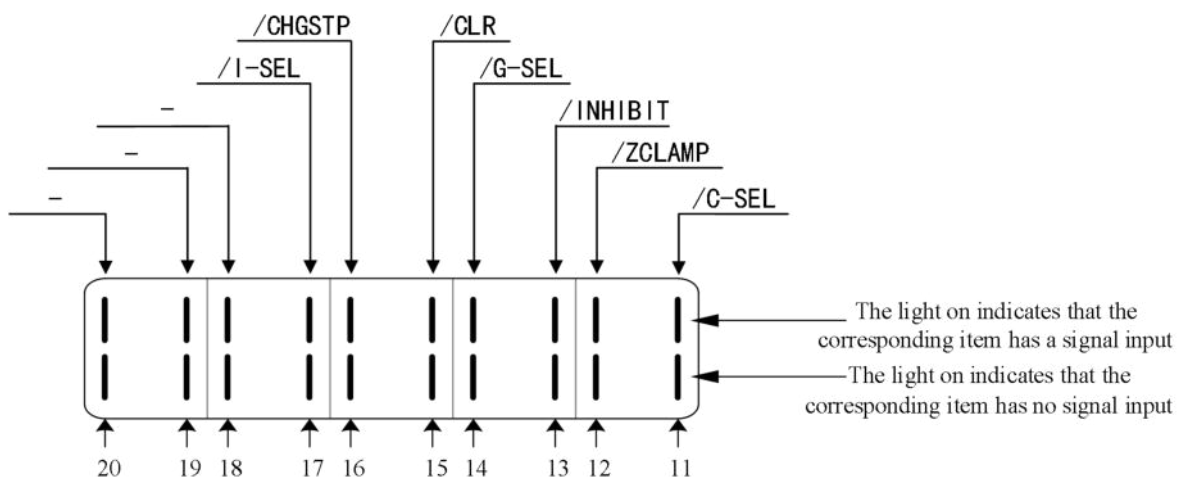 /CHGSTP
/CLR
/I-SEL
/G-SEL
-
/INHIBIT
-
/ZCLAMP
-
/C-SEL
The light on indicates that the
corresponding item has a signal input
The light on indicates that the
corresponding item has no signal input
20 19 18 17 16 15 14 13 12 11